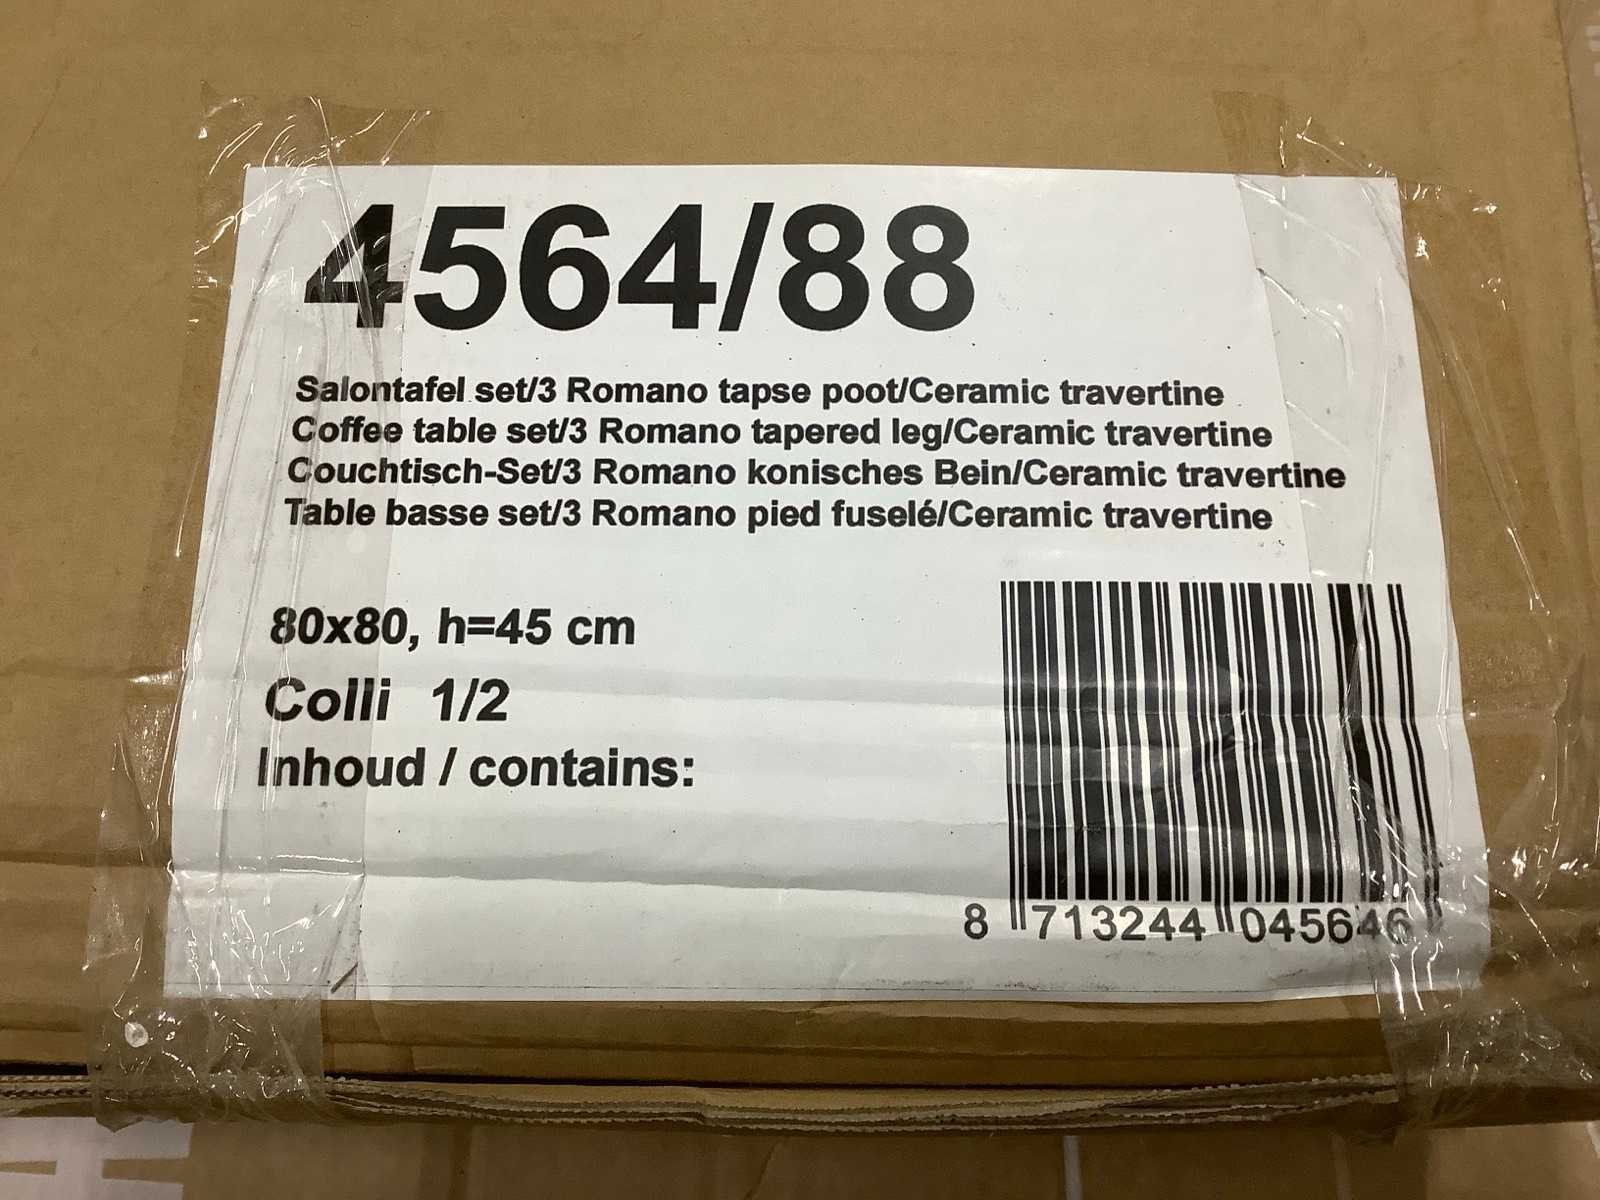 4564/88
Salontafel set/3 Romano tapse poot/Ceramic travertine
Coffee table set/3 Romano tapered leg/Ceramic travertine
Couchtisch-Set/3 Romano konisches Bein/Ceramic travertine
Table basse set/3 Romano pied fuselé/Ceramic travertine
80x80, h=45 cm
Colli 1/2
Inhoud / contains:
8 713244 045646